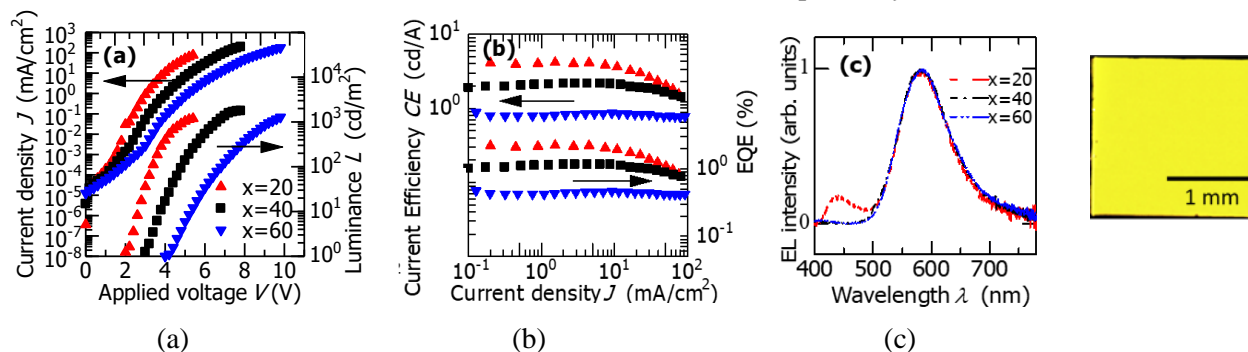 (a)
Current density J (mA/cm²)
10³
10²
10¹
10⁰
10⁻¹
10⁻²
10⁻³
10⁻⁴
10⁻⁵
10⁻⁶
10⁻⁷
10⁻⁸
0 2 4 6 8 10
Applied voltage V (V)
Luminance L (cd/m²)
10⁴
10³
10²
10¹
10⁰
x=20
x=40
x=60
(b)
Current Efficiency CE (cd/A)
10¹
10⁰
10⁻¹ 10⁰ 10¹ 10²
Current density J (mA/cm²)
EQE (%)
10⁰
10⁻¹
(c)
EL intensity (arb. units)
1
0
400 500 600 700
Wavelength λ (nm)
x=20
x=40
x=60
1 mm
(a) (b) (c)